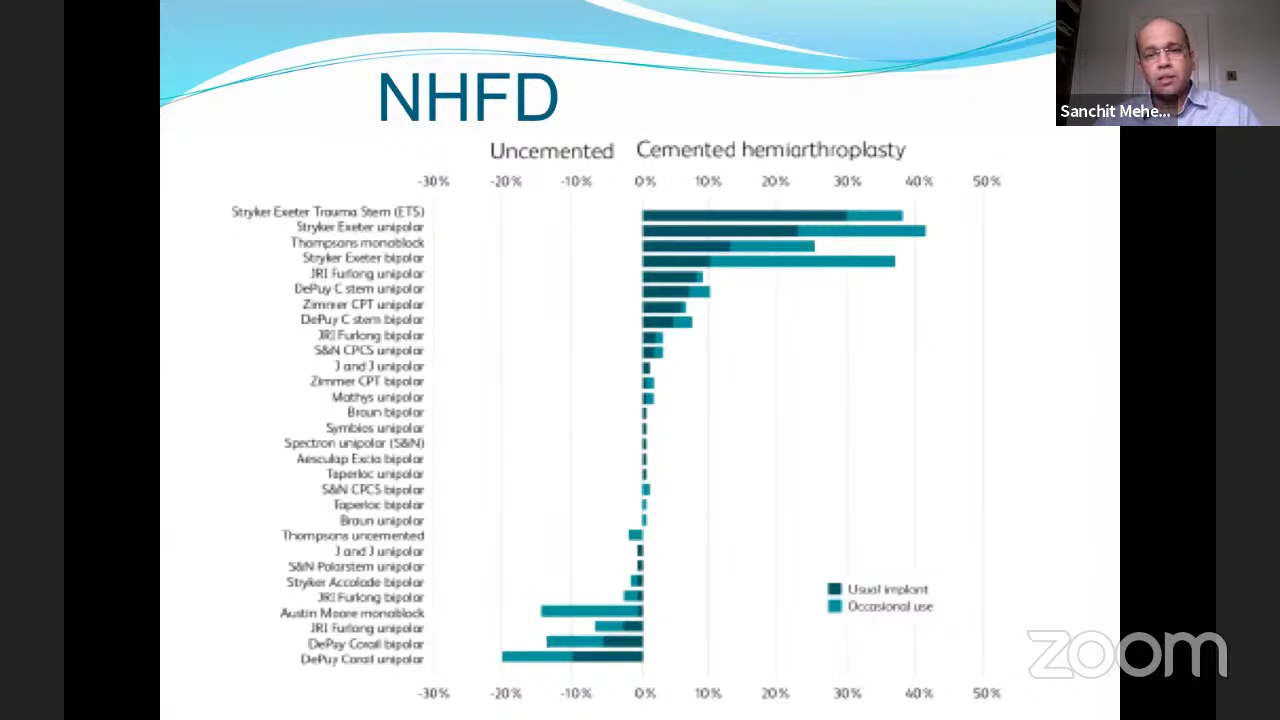 NHFD
Sanchit Mehe...
Uncemented Cemented hemiarthroplasty
-30% -20% -10% 0% 10% 20% 30% 40% 50%
Stryker Exeter Trauma Stem (ETS)
Stryker Exeter unipolar
Thompsons monoblock
Stryker Exeter bipolar
JRI Furlong unipolar
DePuy C stem unipolar
Zimmer CPT unipolar
DePuy C stem bipolar
JRI Furlong bipolar
S&N CPCS unipolar
J and J unipolar
Zimmer CPT bipolar
Mathys unipolar
Braun bipolar
Symbios unipolar
Spectron unipolar (S&N)
Aesculap Excia bipolar
Taperloc unipolar
S&N CPCS bipolar
Taperloc bipolar
Braun unipolar
Thompsons uncemented
J and J unipolar
S&N Polarstem unipolar
Stryker Accolade bipolar
JRI Furlong bipolar
Austin Moore monoblock
JRI Furlong unipolar
DePuy Corail bipolar
DePuy Corail unipolar
Usual implant
Occasional use
-30% -20% -10% 0% 10% 20% 30% 40% 50%
zoom